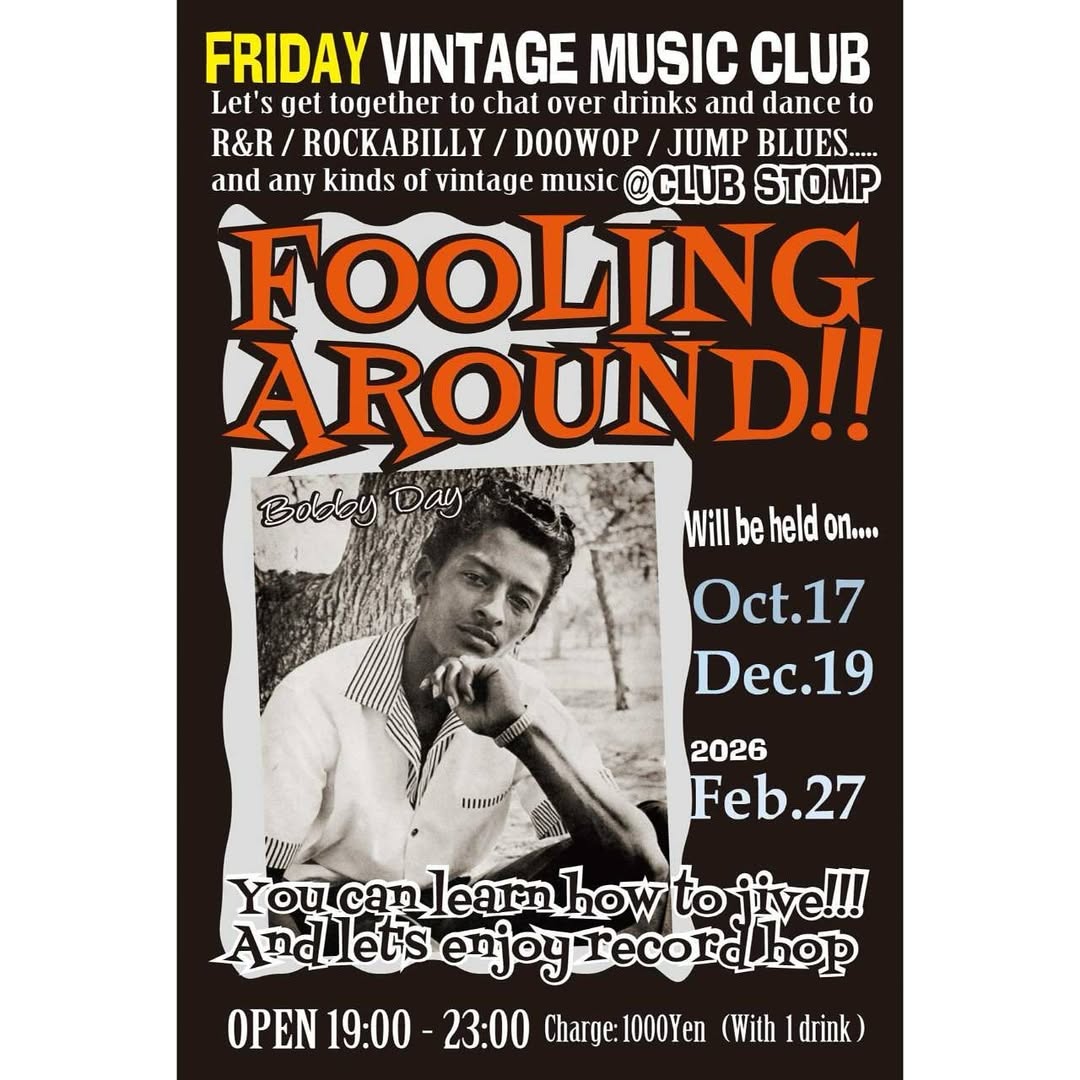 FRIDAY VINTAGE MUSIC CLUB
Let's get together to chat over drinks and dance to
R&R / ROCKABILLY / DOOWOP / JUMP BLUES.....
and any kinds of vintage music @CLUB STOMP
FOOLING
AROUND!!
Bobby Day
Will be held on....
Oct.17
Dec.19
2026
Feb.27
You can learn how to jive!!!
And let's enjoy record hop
OPEN 19:00 - 23:00 Charge: 1000Yen (With 1 drink)